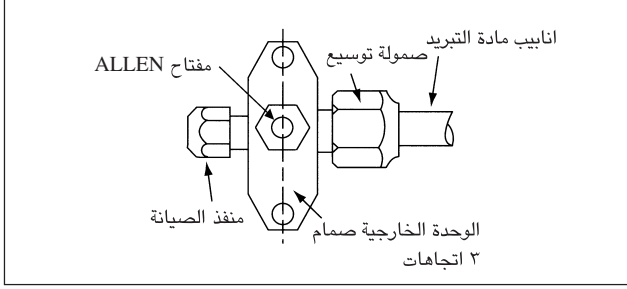 انابيب مادة التبريد
صمولة توسيع
مفتاح ALLEN
منفذ الصيانة
الوحدة الخارجية صمام
٣ اتجاهات